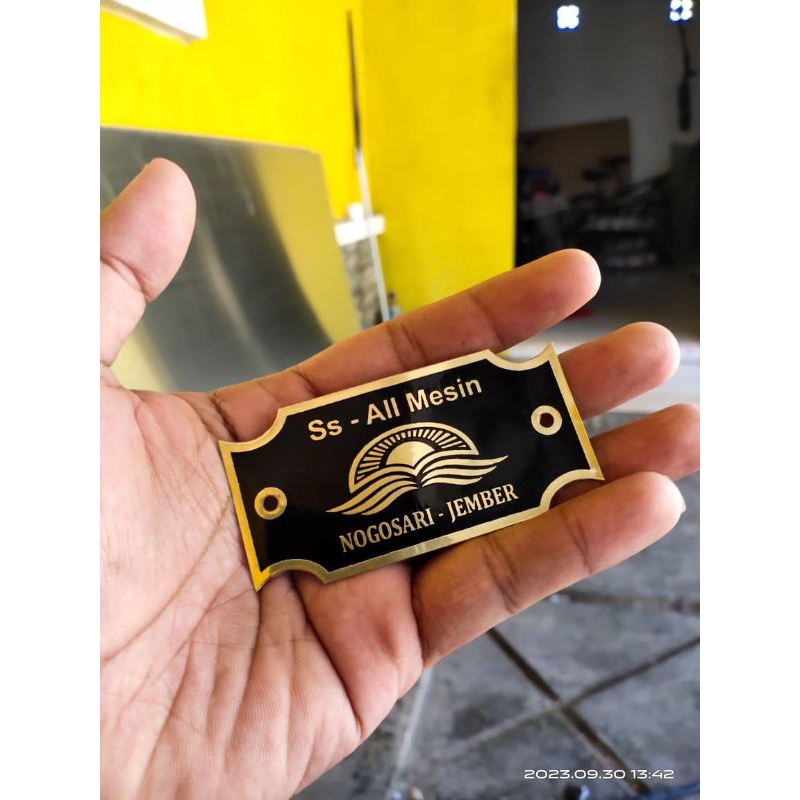 Ss - All Mesin
NOGOSARI - JEMBER
2023.09.30 13:42